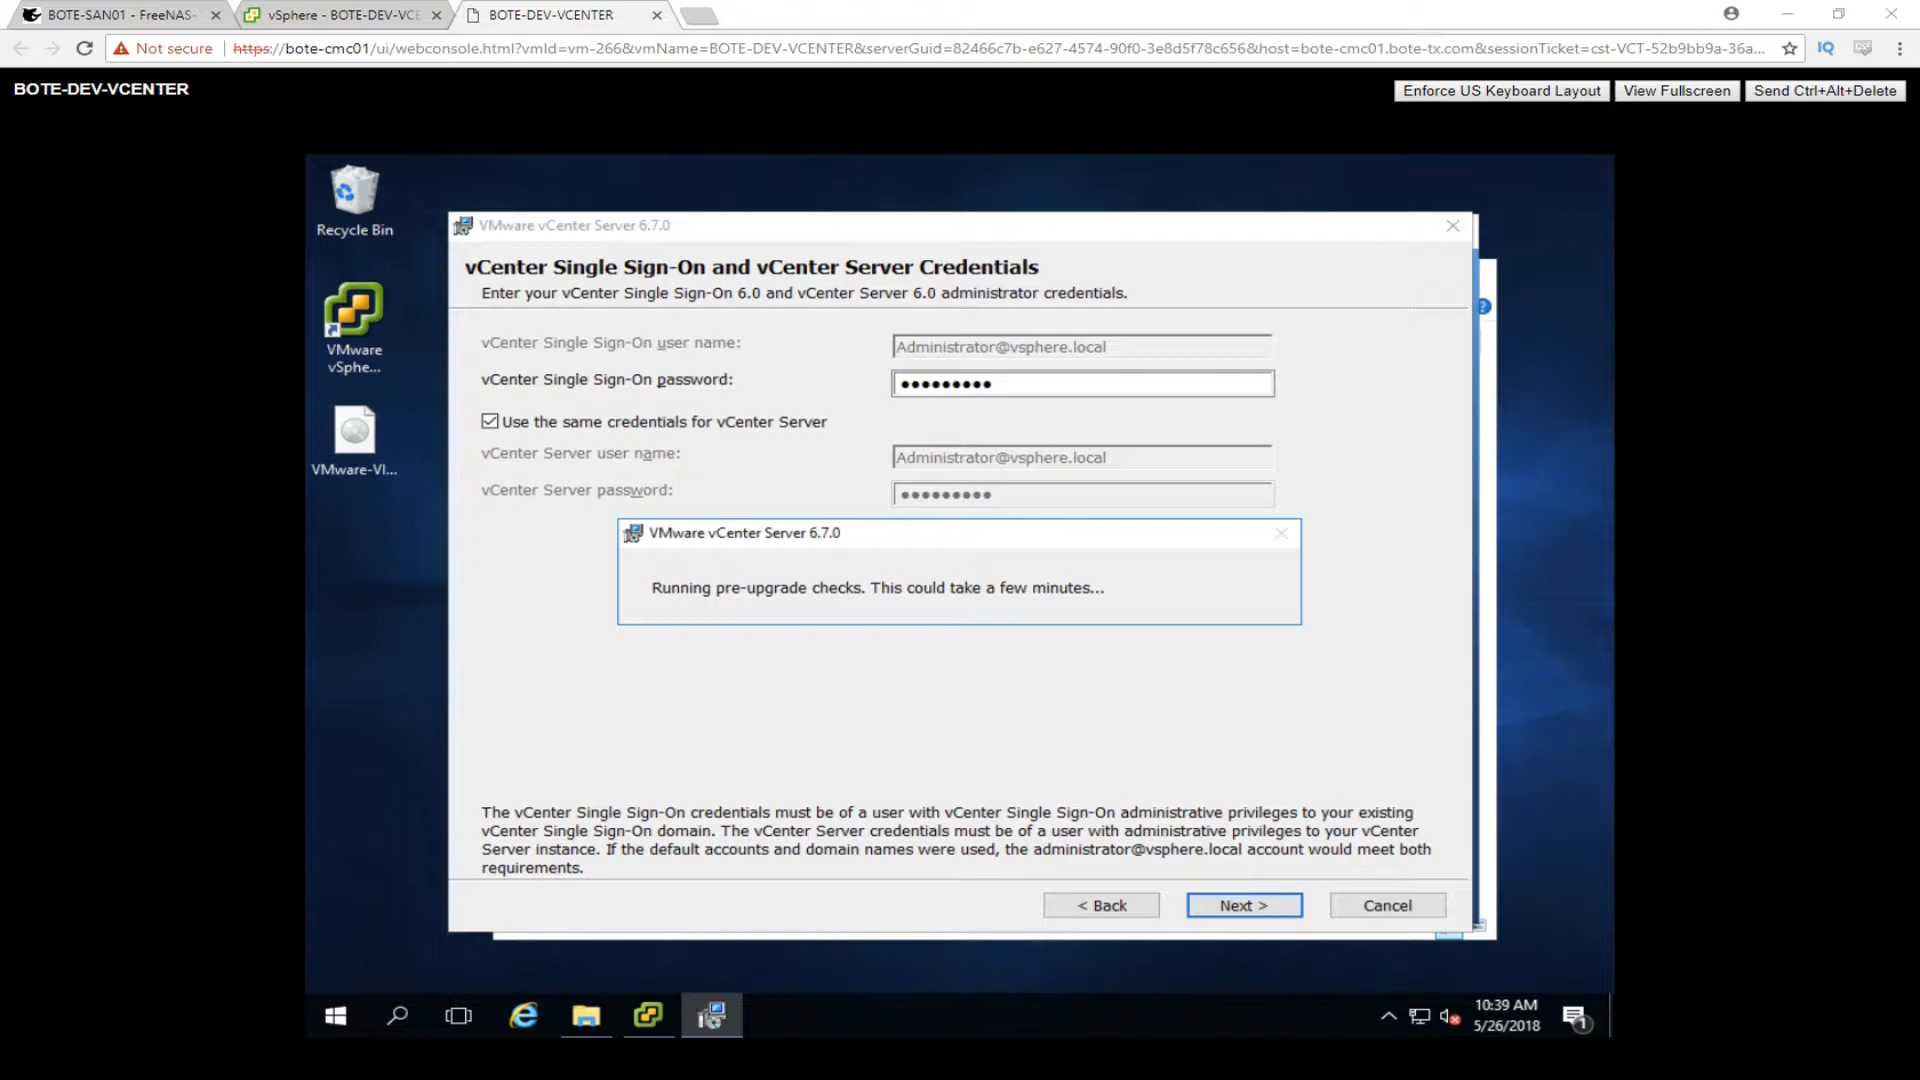 BOTE-SAN01 - FreeNAS-
vSphere - BOTE-DEV-VCE
BOTE-DEV-VCENTER
Not secure
https://bote-cmc01/ui/webconsole.html?vmId=vm-266&vmName=BOTE-DEV-VCENTER&serverGuid=82466c7b-e627-4574-90f0-3e8d5f78c656&host=bote-cmc01.bote-tx.com&sessionTicket=cst-VCT-52b9bb9a-36a...
IQ
BOTE-DEV-VCENTER
Enforce US Keyboard Layout
View Fullscreen
Send Ctrl+Alt+Delete
Recycle Bin
VMware
vSphe...
VMware-VI...
VMware vCenter Server 6.7.0
vCenter Single Sign-On and vCenter Server Credentials
Enter your vCenter Single Sign-On 6.0 and vCenter Server 6.0 administrator credentials.
vCenter Single Sign-On user name:
Administrator@vsphere.local
vCenter Single Sign-On password:
●●●●●●●●●
Use the same credentials for vCenter Server
vCenter Server user name:
Administrator@vsphere.local
vCenter Server password:
●●●●●●●●●
VMware vCenter Server 6.7.0
Running pre-upgrade checks. This could take a few minutes...
The vCenter Single Sign-On credentials must be of a user with vCenter Single Sign-On administrative privileges to your existing
vCenter Single Sign-On domain. The vCenter Server credentials must be of a user with administrative privileges to your vCenter
Server instance. If the default accounts and domain names were used, the administrator@vsphere.local account would meet both
requirements.
< Back
Next >
Cancel
10:39 AM
5/26/2018
1